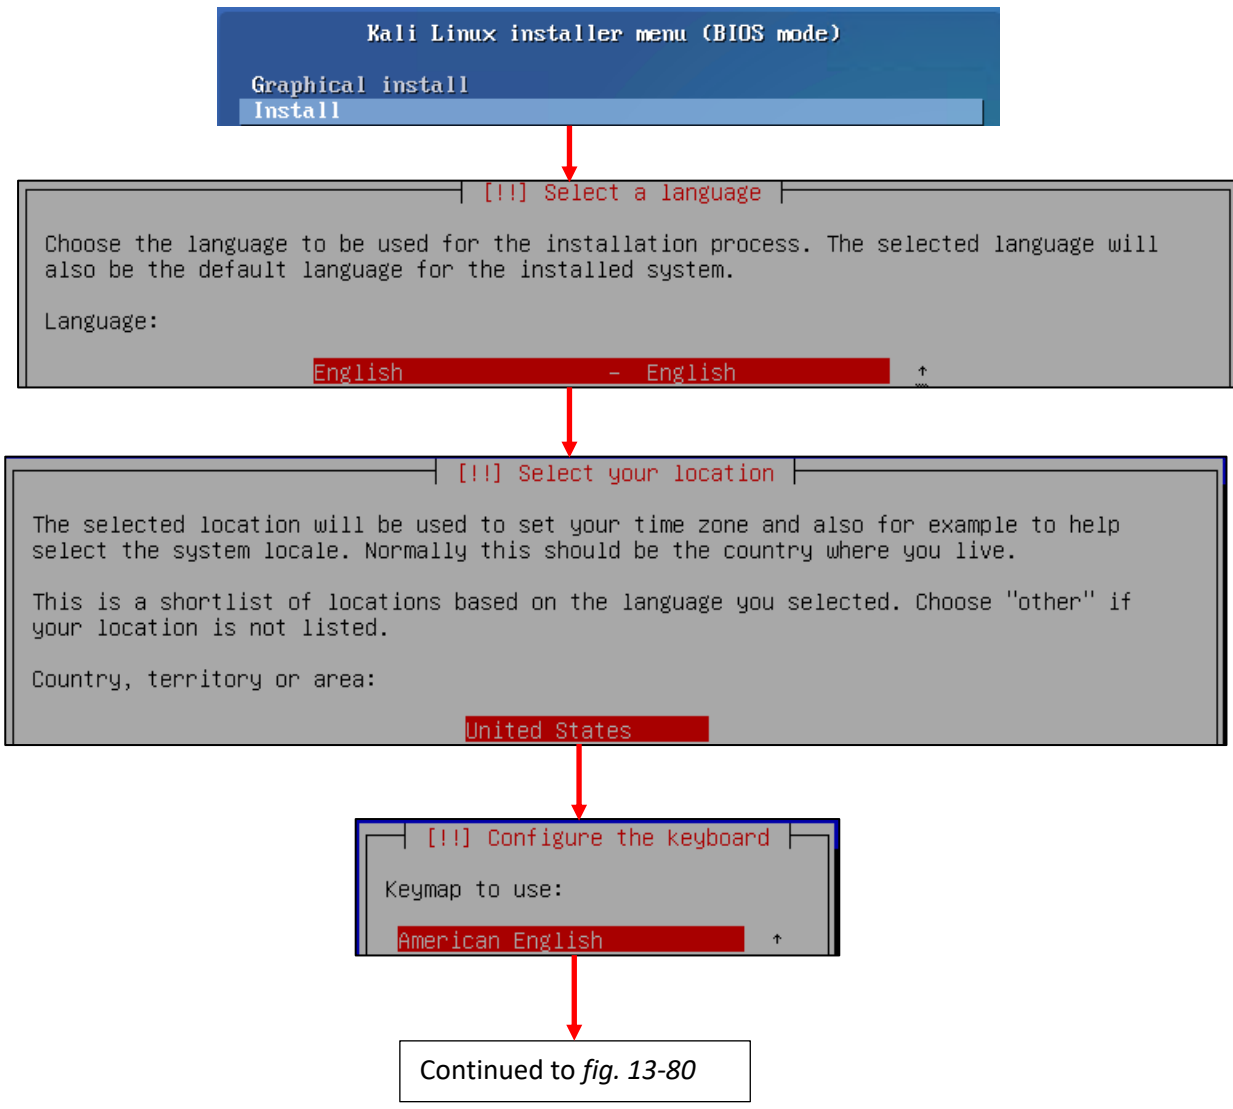 Kali Linux installer menu (BIOS mode)
Graphical install
Install
[!!] Select a language
Choose the language to be used for the installation process. The selected language will
also be the default language for the installed system.
Language:
English - English ↑
[!!] Select your location
The selected location will be used to set your time zone and also for example to help
select the system locale. Normally this should be the country where you live.
This is a shortlist of locations based on the language you selected. Choose "other" if
your location is not listed.
Country, territory or area:
United States
[!!] Configure the keyboard
Keymap to use:
American English ↑
Continued to fig. 13-80